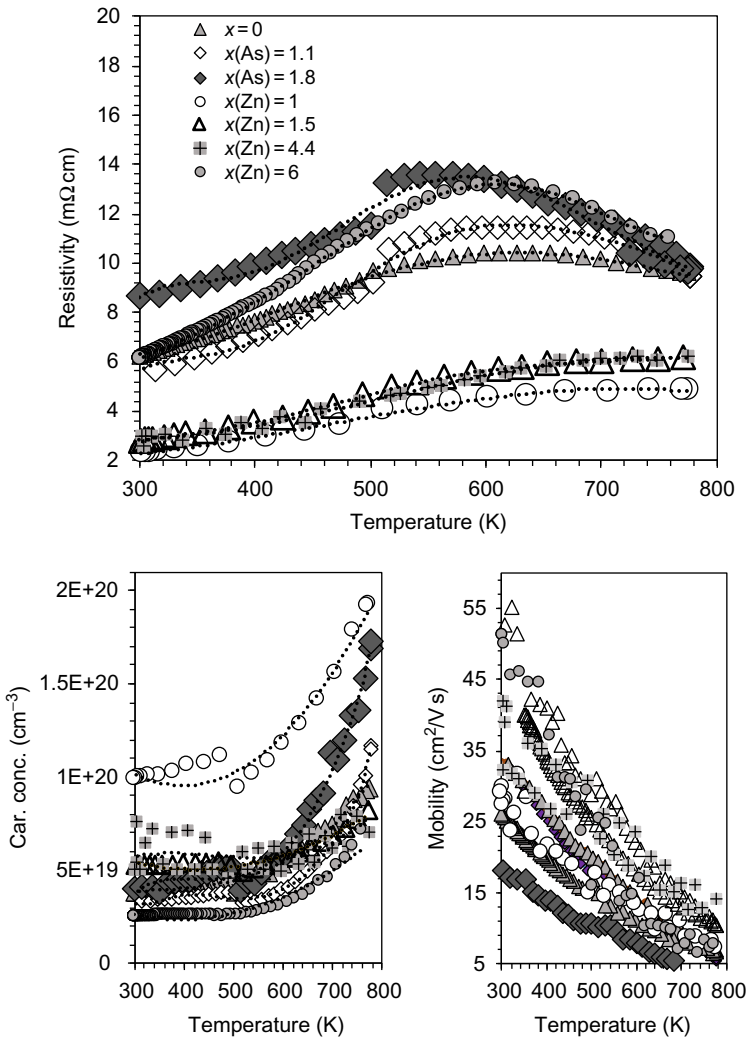 20
18
16
14
12
10
8
6
4
2
Resistivity (mΩ cm)
x = 0
x(As) = 1.1
x(As) = 1.8
x(Zn) = 1
x(Zn) = 1.5
x(Zn) = 4.4
x(Zn) = 6
300 400 500 600 700 800
Temperature (K)
2E+20
1.5E+20
1E+20
5E+19
0
Car. conc. (cm−3)
300 400 500 600 700 800
Temperature (K)
55
45
35
25
15
5
Mobility (cm2/V s)
300 400 500 600 700 800
Temperature (K)